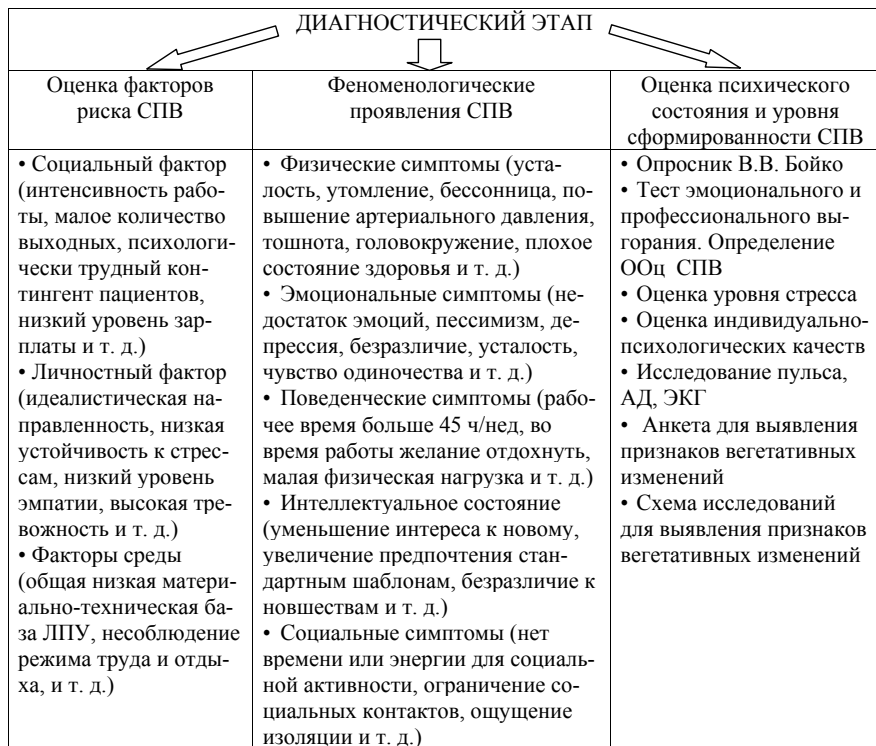 ДИАГНОСТИЧЕСКИЙ ЭТАП
Оценка факторов
риска СПВ
Феноменологические
проявления СПВ
Оценка психического
состояния и уровня
сформированности СПВ
• Социальный фактор
(интенсивность рабо-
ты, малое количество
выходных, психологи-
чески трудный кон-
тингент пациентов,
низкий уровень зар-
платы и т. д.)
• Личностный фактор
(идеалистическая на-
правленность, низкая
устойчивость к стрес-
сам, низкий уровень
эмпатии, высокая тре-
вожность и т. д.)
• Факторы среды
(общая низкая матери-
ально-техническая ба-
за ЛПУ, несоблюдение
режима труда и отды-
ха, и т. д.)
• Физические симптомы (уста-
лость, утомление, бессонница, по-
вышение артериального давления,
тошнота, головокружение, плохое
состояние здоровья и т. д.)
• Эмоциональные симптомы (не-
достаток эмоций, пессимизм, де-
прессия, безразличие, усталость,
чувство одиночества и т. д.)
• Поведенческие симптомы (рабо-
чее время больше 45 ч/нед, во
время работы желание отдохнуть,
малая физическая нагрузка и т. д.)
• Интеллектуальное состояние
(уменьшение интереса к новому,
увеличение предпочтения стан-
дартным шаблонам, безразличие к
новшествам и т. д.)
• Социальные симптомы (нет
времени или энергии для социаль-
ной активности, ограничение со-
циальных контактов, ощущение
изоляции и т. д.)
• Опросник В.В. Бойко
• Тест эмоционального и
профессионального вы-
горания. Определение
ООц СПВ
• Оценка уровня стресса
• Оценка индивидуально-
психологических качеств
• Исследование пульса,
АД, ЭКГ
• Анкета для выявления
признаков вегетативных
изменений
• Схема исследований
для выявления признаков
вегетативных изменений